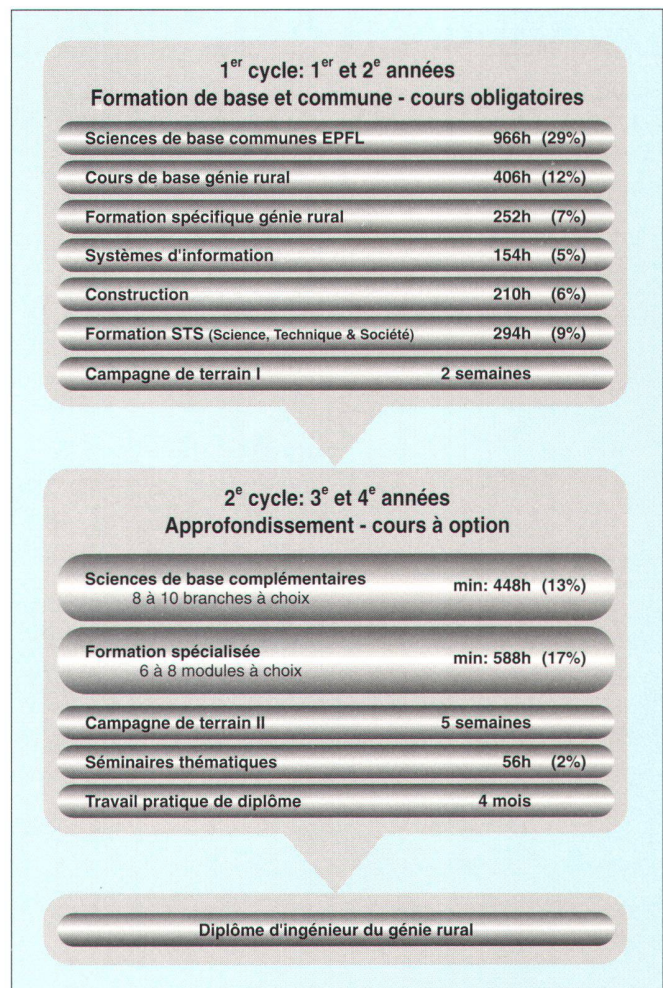 1er cycle: 1er et 2e années
Formation de base et commune - cours obligatoires
Sciences de base communes EPFL 966h (29%)
Cours de base génie rural 406h (12%)
Formation spécifique génie rural 252h (7%)
Systèmes d'information 154h (5%)
Construction 210h (6%)
Formation STS (Science, Technique & Société) 294h (9%)
Campagne de terrain I 2 semaines
2e cycle: 3e et 4e années
Approfondissement - cours à option
Sciences de base complémentaires min: 448h (13%)
8 à 10 branches à choix
Formation spécialisée min: 588h (17%)
6 à 8 modules à choix
Campagne de terrain II 5 semaines
Séminaires thématiques 56h (2%)
Travail pratique de diplôme 4 mois
Diplôme d'ingénieur du génie rural